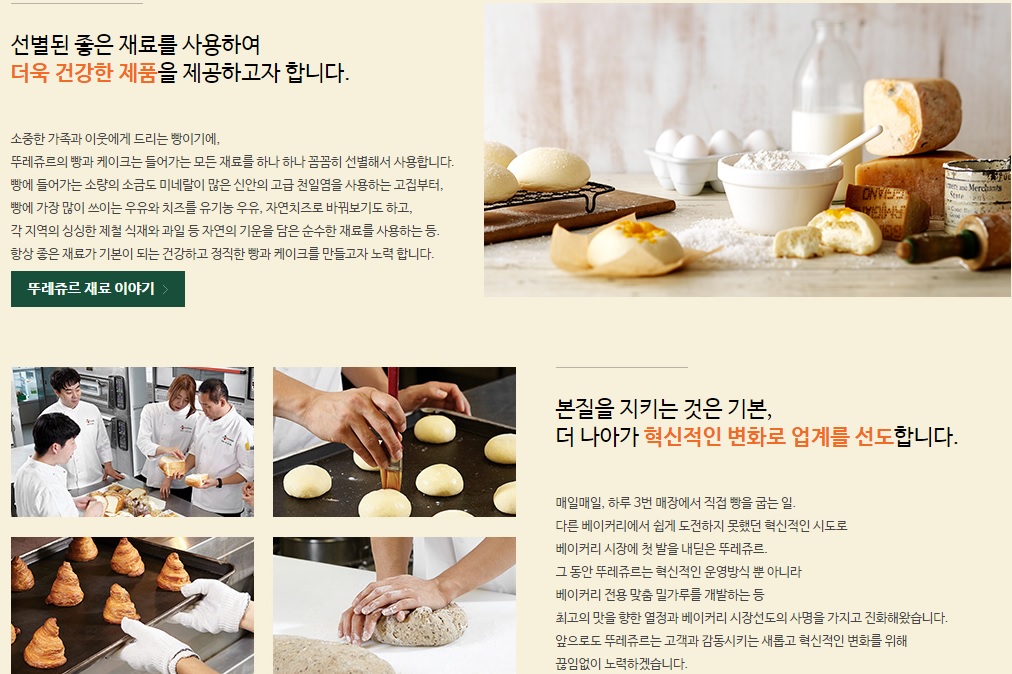 선별된 좋은 재료를 사용하여
더욱 건강한 제품을 제공하고자 합니다.
소중한 가족과 이웃에게 드리는 빵이기에,
뚜레쥬르의 빵과 케이크는 들어가는 모든 재료를 하나 하나 꼼꼼히 선별해서 사용합니다.
빵에 들어가는 소량의 소금도 미네랄이 많은 신안의 고급 천일염을 사용하는 고집부터,
빵에 가장 많이 쓰이는 우유와 치즈를 유기농 우유, 자연치즈로 바꿔보기도 하고,
각 지역의 싱싱한 제철 식재와 과일 등 자연의 기운을 담은 순수한 재료를 사용하는 등.
항상 좋은 재료가 기본이 되는 건강하고 정직한 빵과 케이크를 만들고자 노력 합니다.
뚜레쥬르 재료 이야기 >
본질을 지키는 것은 기본,
더 나아가 혁신적인 변화로 업계를 선도합니다.
매일매일, 하루 3번 매장에서 직접 빵을 굽는 일.
다른 베이커리에서 쉽게 도전하지 못했던 혁신적인 시도로
베이커리 시장에 첫 발을 내딛은 뚜레쥬르.
그 동안 뚜레쥬르는 혁신적인 운영방식 뿐 아니라
베이커리 전용 맞춤 밀가루를 개발하는 등
최고의 맛을 향한 열정과 베이커리 시장선도의 사명을 가지고 진화해왔습니다.
앞으로도 뚜레쥬르는 고객과 감동시키는 새롭고 혁신적인 변화를 위해
끊임없이 노력하겠습니다.